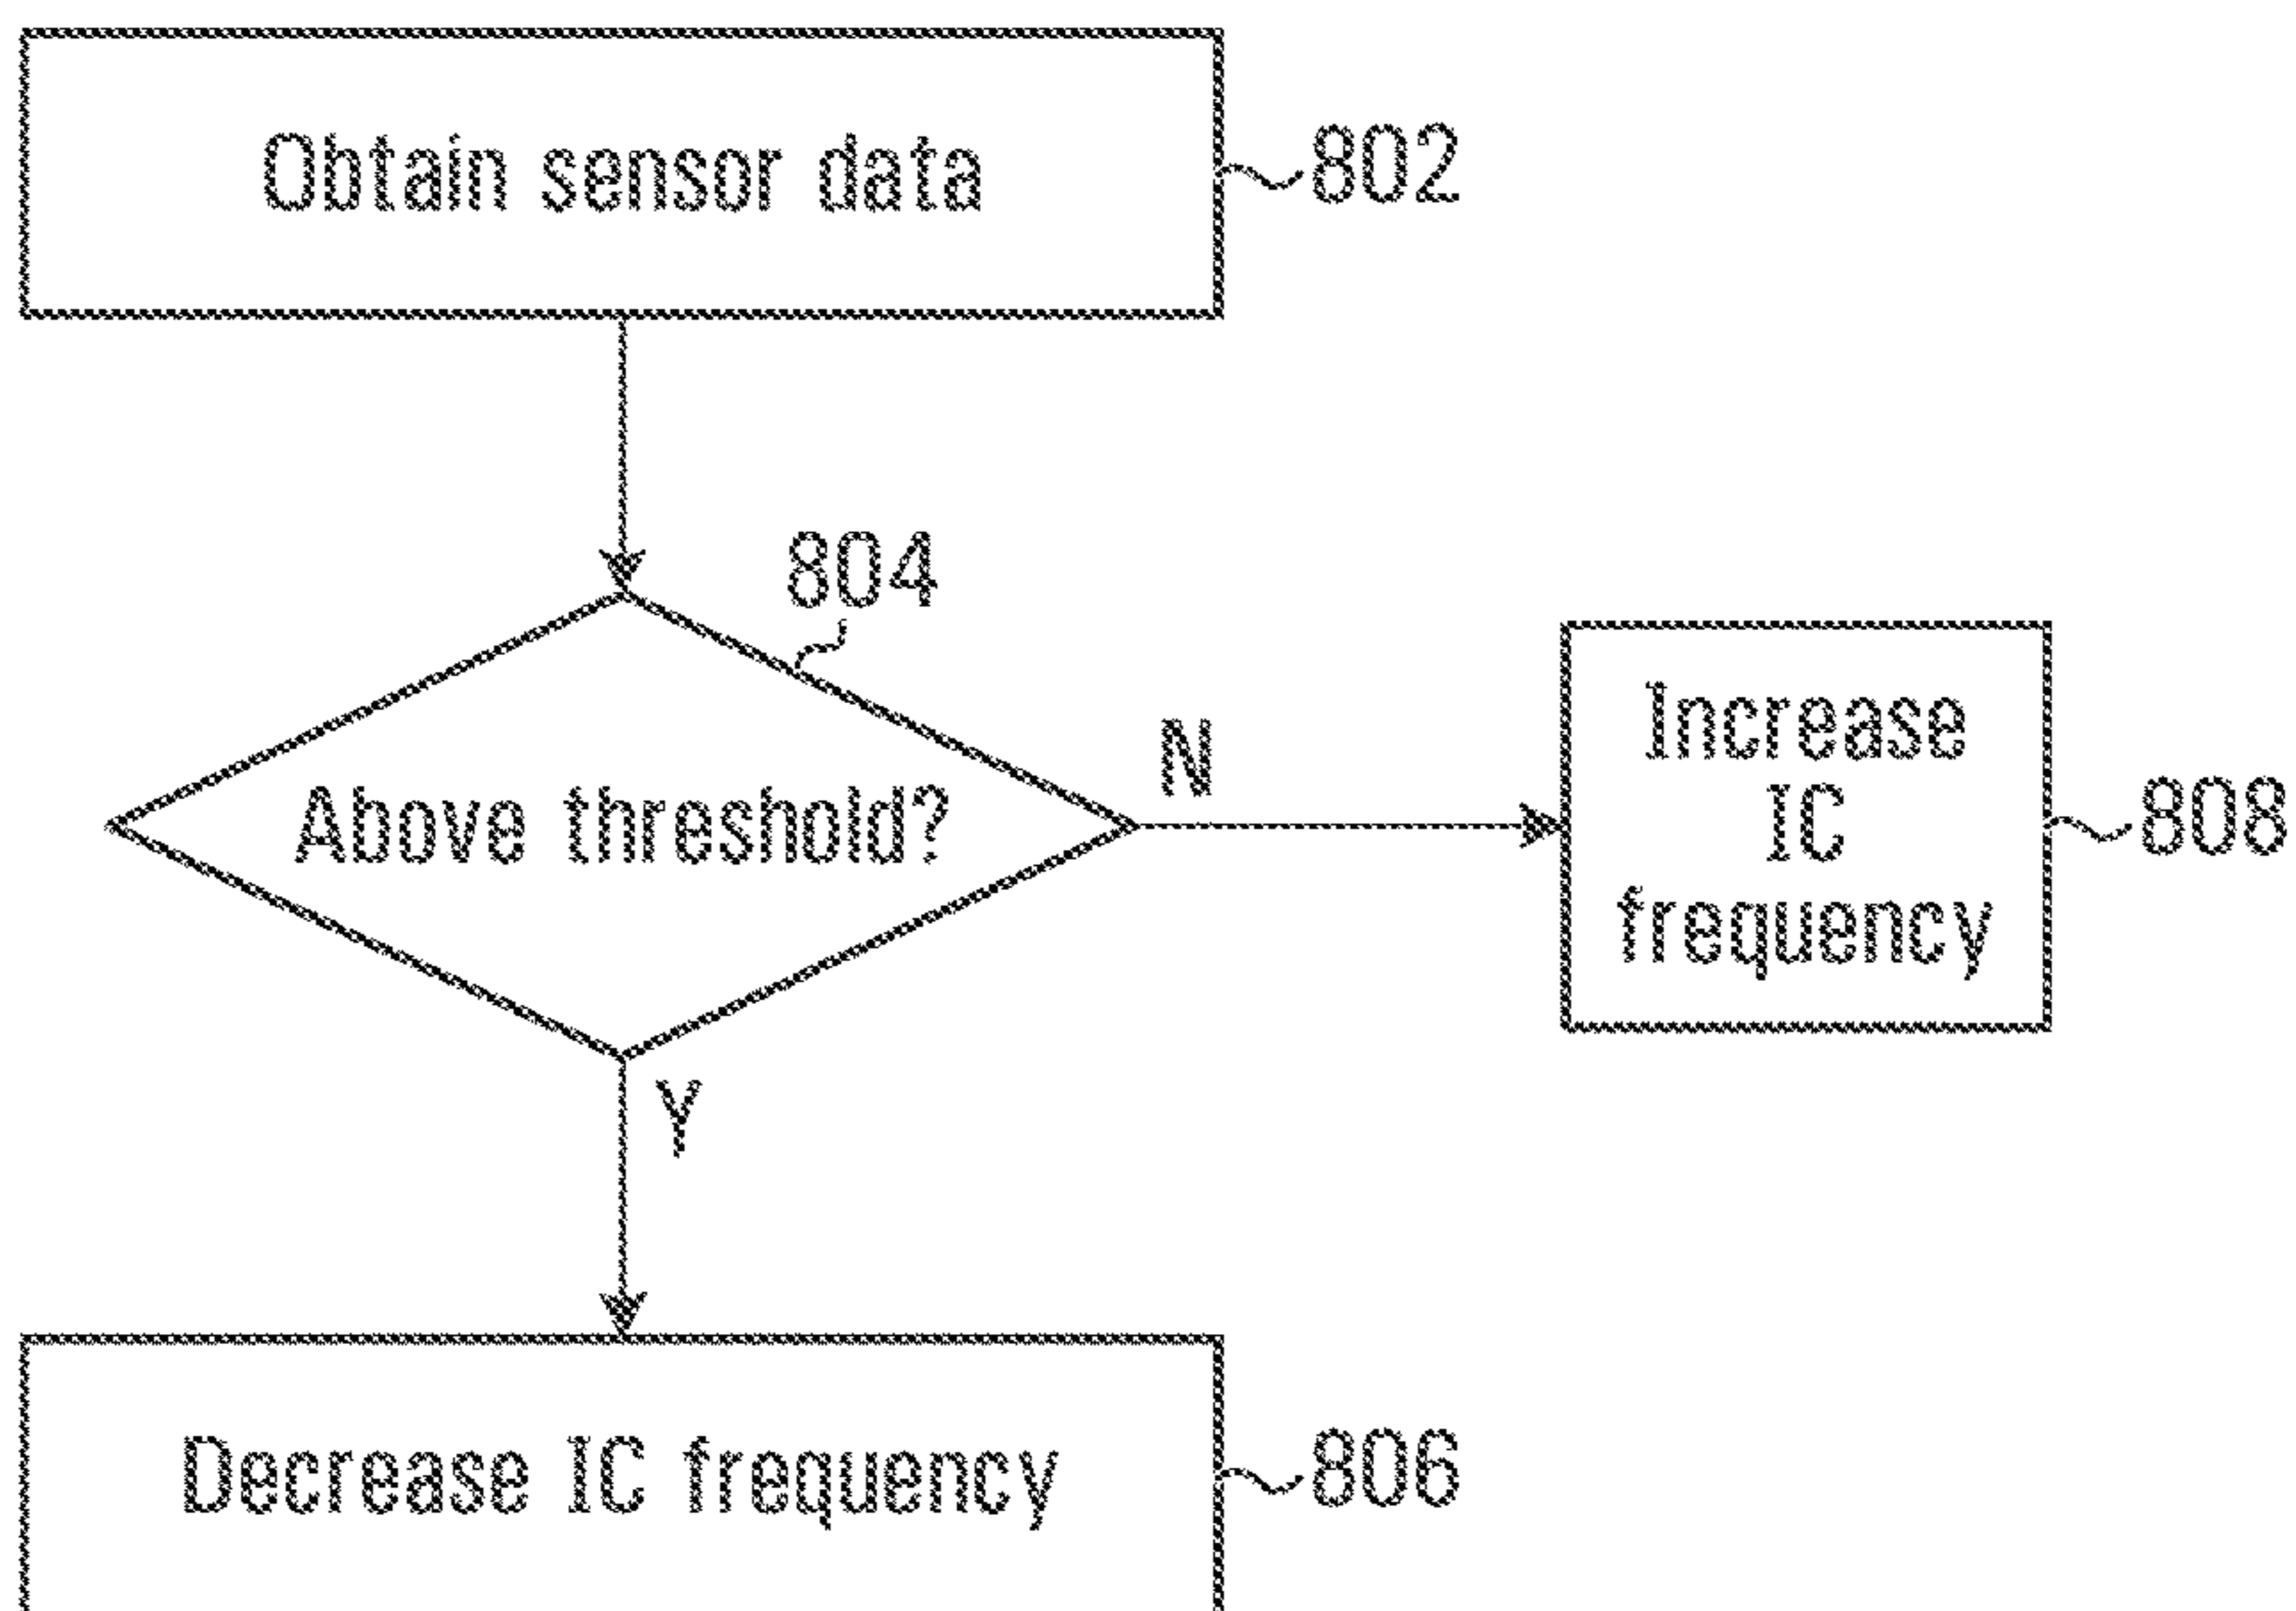 Obtain sensor data
802
804
Above threshold?
N
Increase
IC
frequency
808
Y
Decrease IC frequency
806